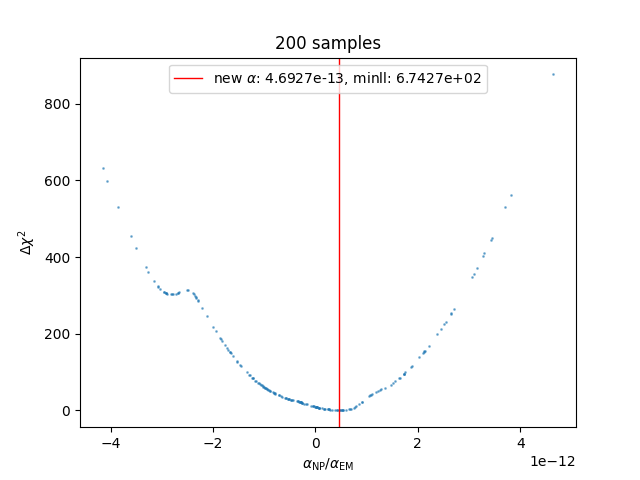 200 samples
new α: 4.6927e-13, minll: 6.7427e+02
Δχ²
800
600
400
200
0
−4
−2
0
2
4
1e−12
α_NP/α_EM